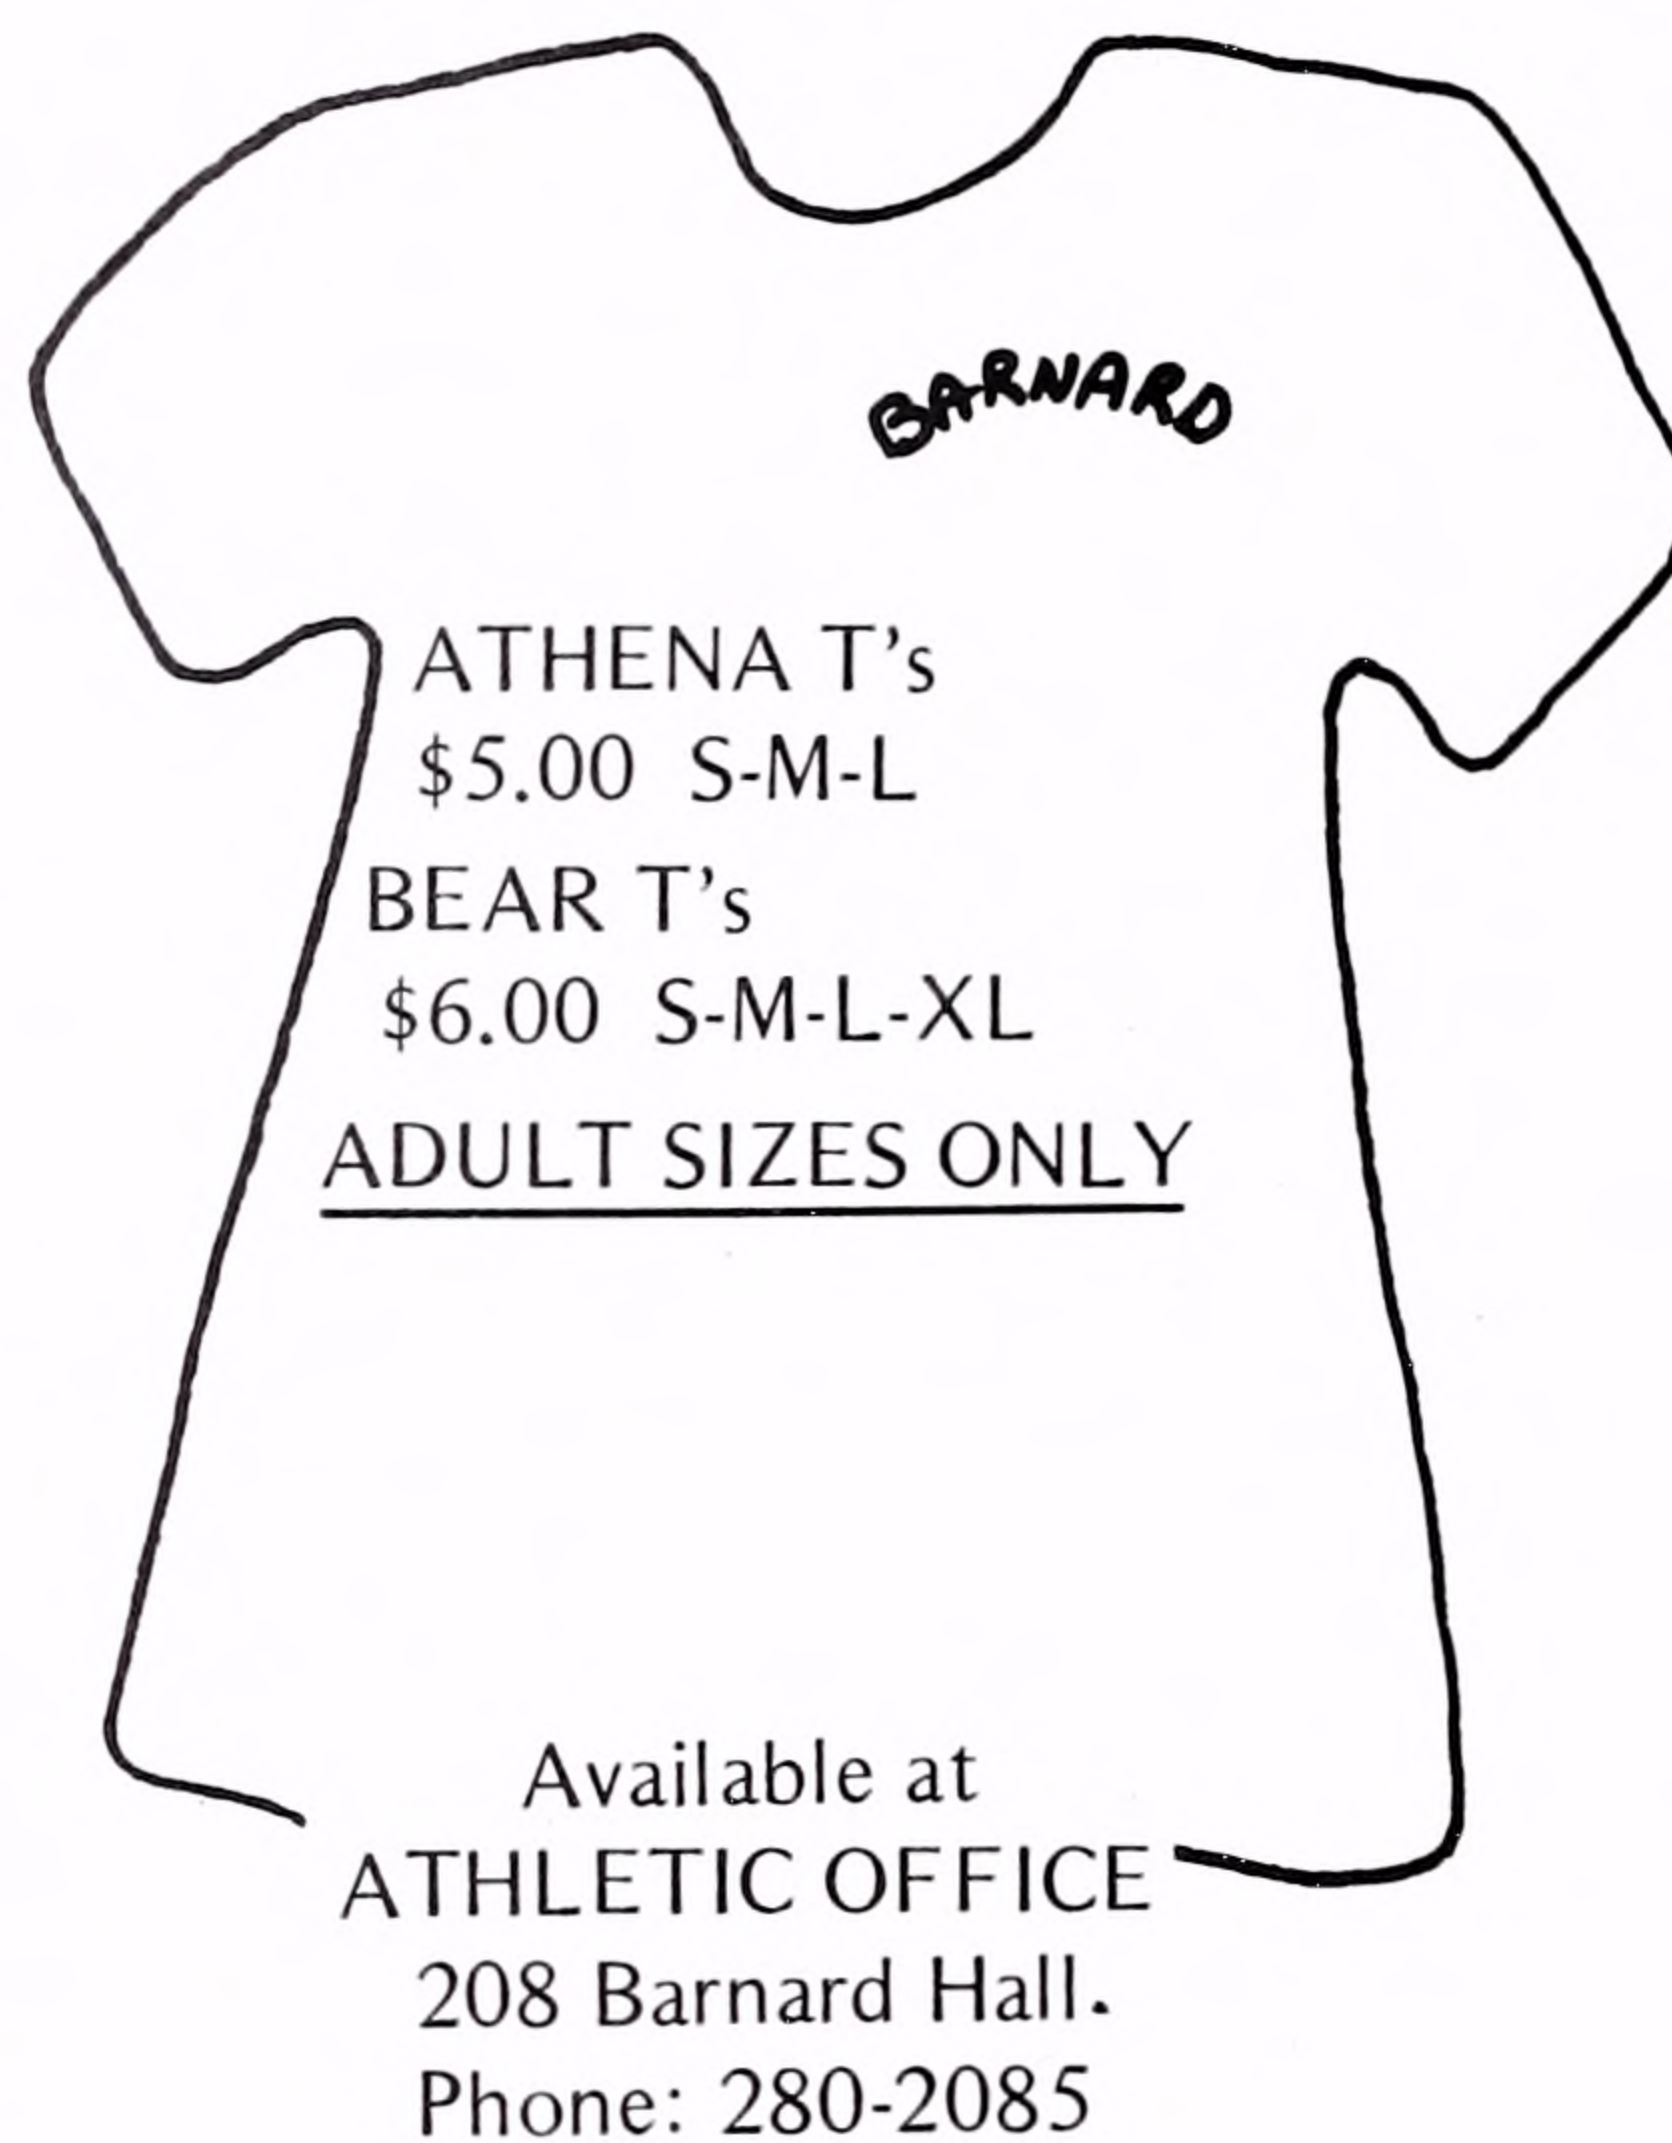 BARNARD
ATHENA T's
$5.00 S-M-L
BEAR T's
$6.00 S-M-L-XL
ADULT SIZES ONLY
Available at
ATHLETIC OFFICE
208 Barnard Hall.
Phone: 280-2085